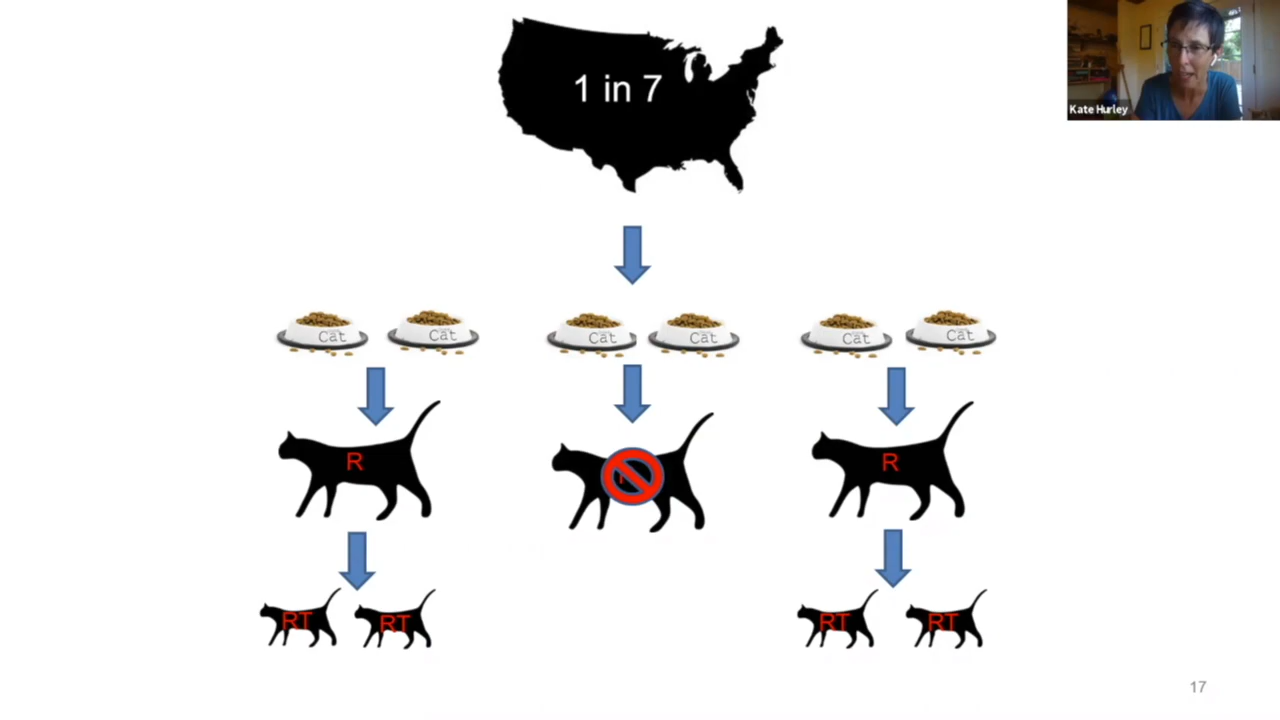 Kate Hurley
1 in 7
Cat Cat Cat Cat Cat Cat
R R
RT RT RT RT
17